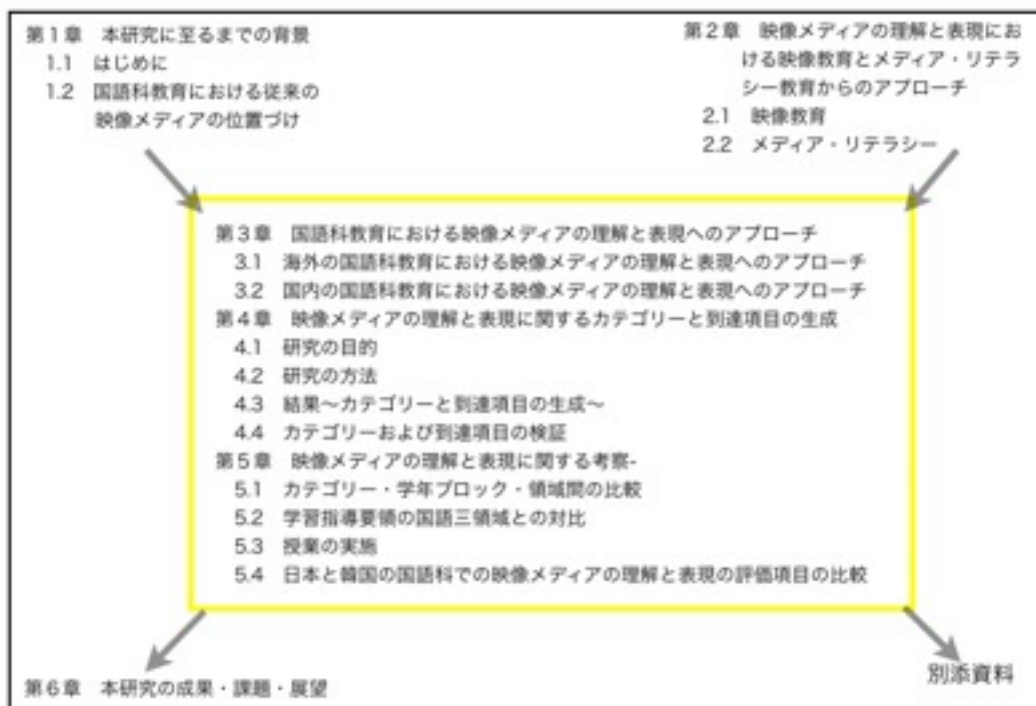 第１章　本研究に至るまでの背景
1.1　はじめに
1.2　国語科教育における従来の
映像メディアの位置づけ
第２章　映像メディアの理解と表現にお
ける映像教育とメディア・リテラ
シー教育からのアプローチ
2.1　映像教育
2.2　メディア・リテラシー
第３章　国語科教育における映像メディアの理解と表現へのアプローチ
3.1　海外の国語科教育における映像メディアの理解と表現へのアプローチ
3.2　国内の国語科教育における映像メディアの理解と表現へのアプローチ
第４章　映像メディアの理解と表現に関するカテゴリーと到達項目の生成
4.1　研究の目的
4.2　研究の方法
4.3　結果〜カテゴリーと到達項目の生成〜
4.4　カテゴリーおよび到達項目の検証
第５章　映像メディアの理解と表現に関する考察-
5.1　カテゴリー・学年ブロック・領域間の比較
5.2　学習指導要領の国語三領域との対比
5.3　授業の実施
5.4　日本と韓国の国語科での映像メディアの理解と表現の評価項目の比較
第６章　本研究の成果・課題・展望
別添資料